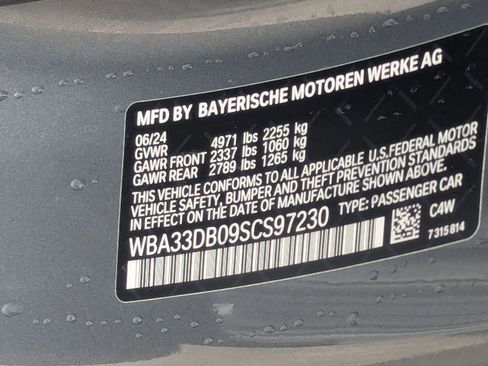 MFD BY BAYERISCHE MOTOREN WERKE AG
06/24
GVWR 4971 lbs 2255 kg
GAWR FRONT 2337 lbs 1060 kg
GAWR REAR 2789 lbs 1265 kg
THIS VEHICLE CONFORMS TO ALL APPLICABLE U.S.FEDERAL MOTOR
VEHICLE SAFETY, BUMPER AND THEFT PREVENTION STANDARDS
IN EFFECT ON THE DATE OF MANUFACTURE SHOWN ABOVE.
WBA33DB09SCS97230 TYPE: PASSENGER CAR
C4W
7 315 814